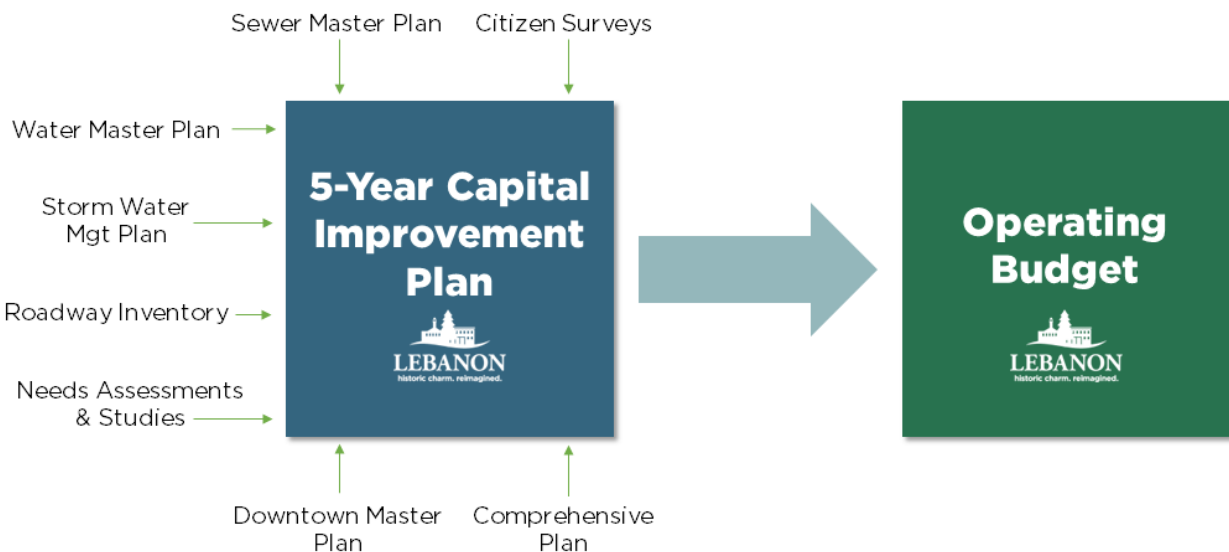 Sewer Master Plan
Citizen Surveys
Water Master Plan
Storm Water
Mgt Plan
Roadway Inventory
Needs Assessments
& Studies
5-Year Capital
Improvement
Plan
LEBANON
historic charm. reimagined.
Operating
Budget
LEBANON
historic charm. reimagined.
Downtown Master
Plan
Comprehensive
Plan